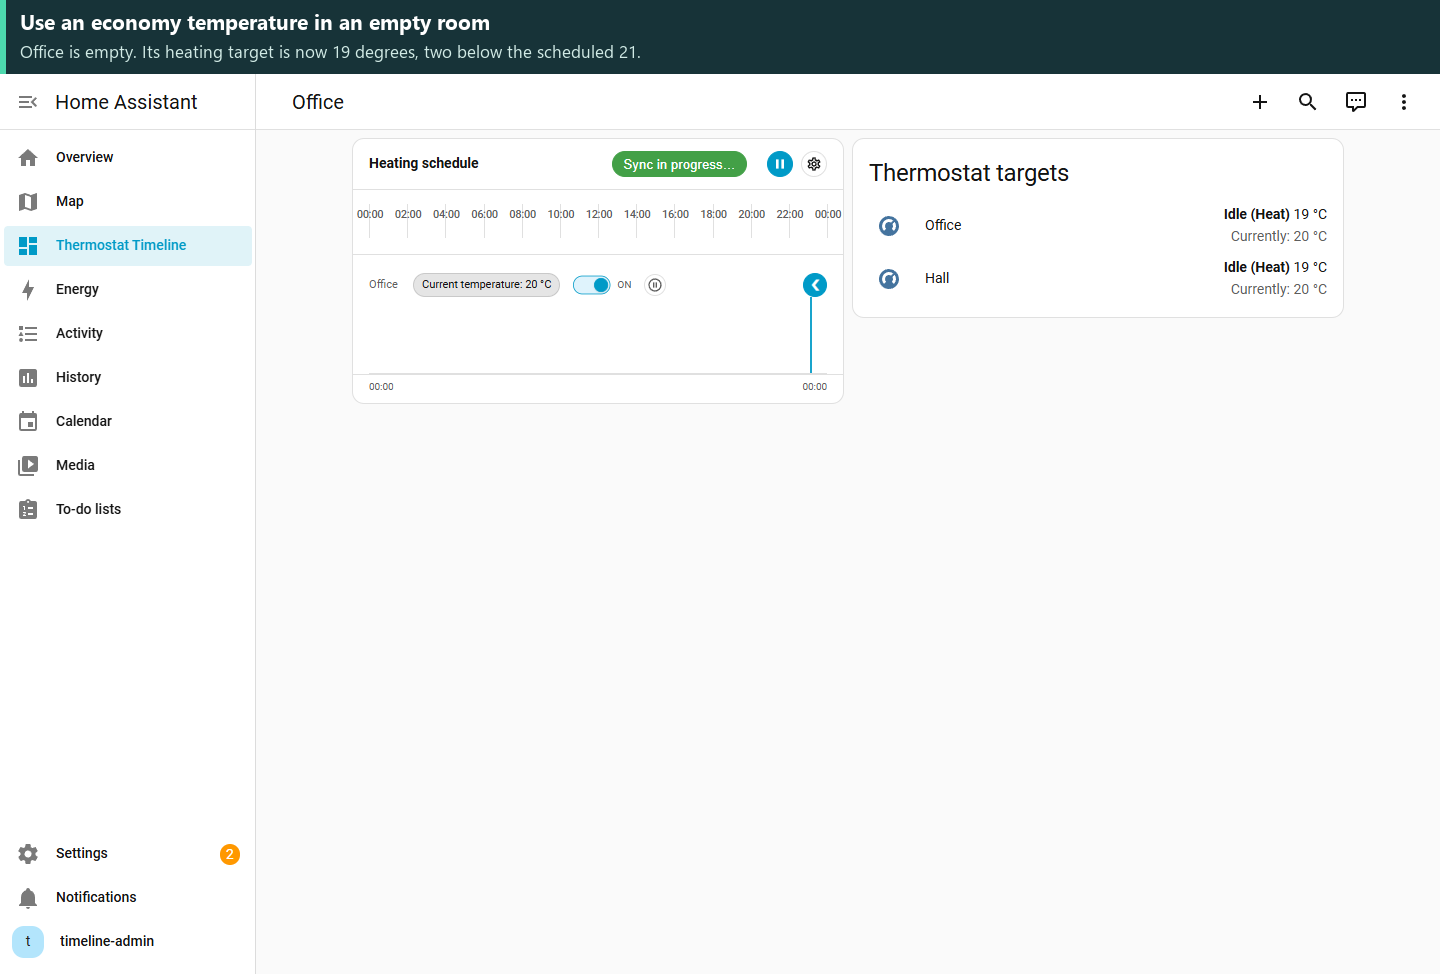 Use an economy temperature in an empty room
Office is empty. Its heating target is now 19 degrees, two below the scheduled 21.
Home Assistant
Office
Overview
Map
Thermostat Timeline
Energy
Activity
History
Calendar
Media
To-do lists
Settings
2
Notifications
t
timeline-admin
Heating schedule
Sync in progress...
00:00 02:00 04:00 06:00 08:00 10:00 12:00 14:00 16:00 18:00 20:00 22:00 00:00
Office
Current temperature: 20 °C
ON
00:00
00:00
Thermostat targets
Office
Idle (Heat) 19 °C
Currently: 20 °C
Hall
Idle (Heat) 19 °C
Currently: 20 °C